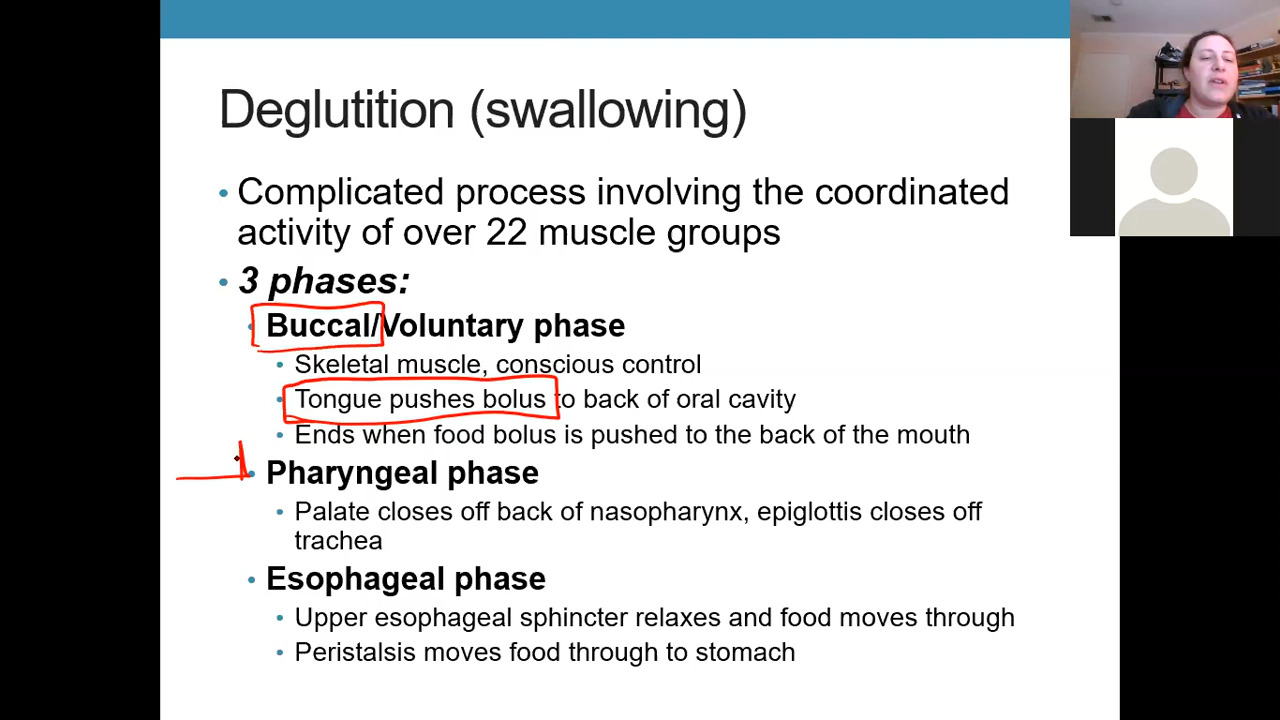 Deglutition (swallowing)
• Complicated process involving the coordinated
activity of over 22 muscle groups
• 3 phases:
• Buccal/Voluntary phase
• Skeletal muscle, conscious control
• Tongue pushes bolus to back of oral cavity
• Ends when food bolus is pushed to the back of the mouth
• Pharyngeal phase
• Palate closes off back of nasopharynx, epiglottis closes off
trachea
• Esophageal phase
• Upper esophageal sphincter relaxes and food moves through
• Peristalsis moves food through to stomach